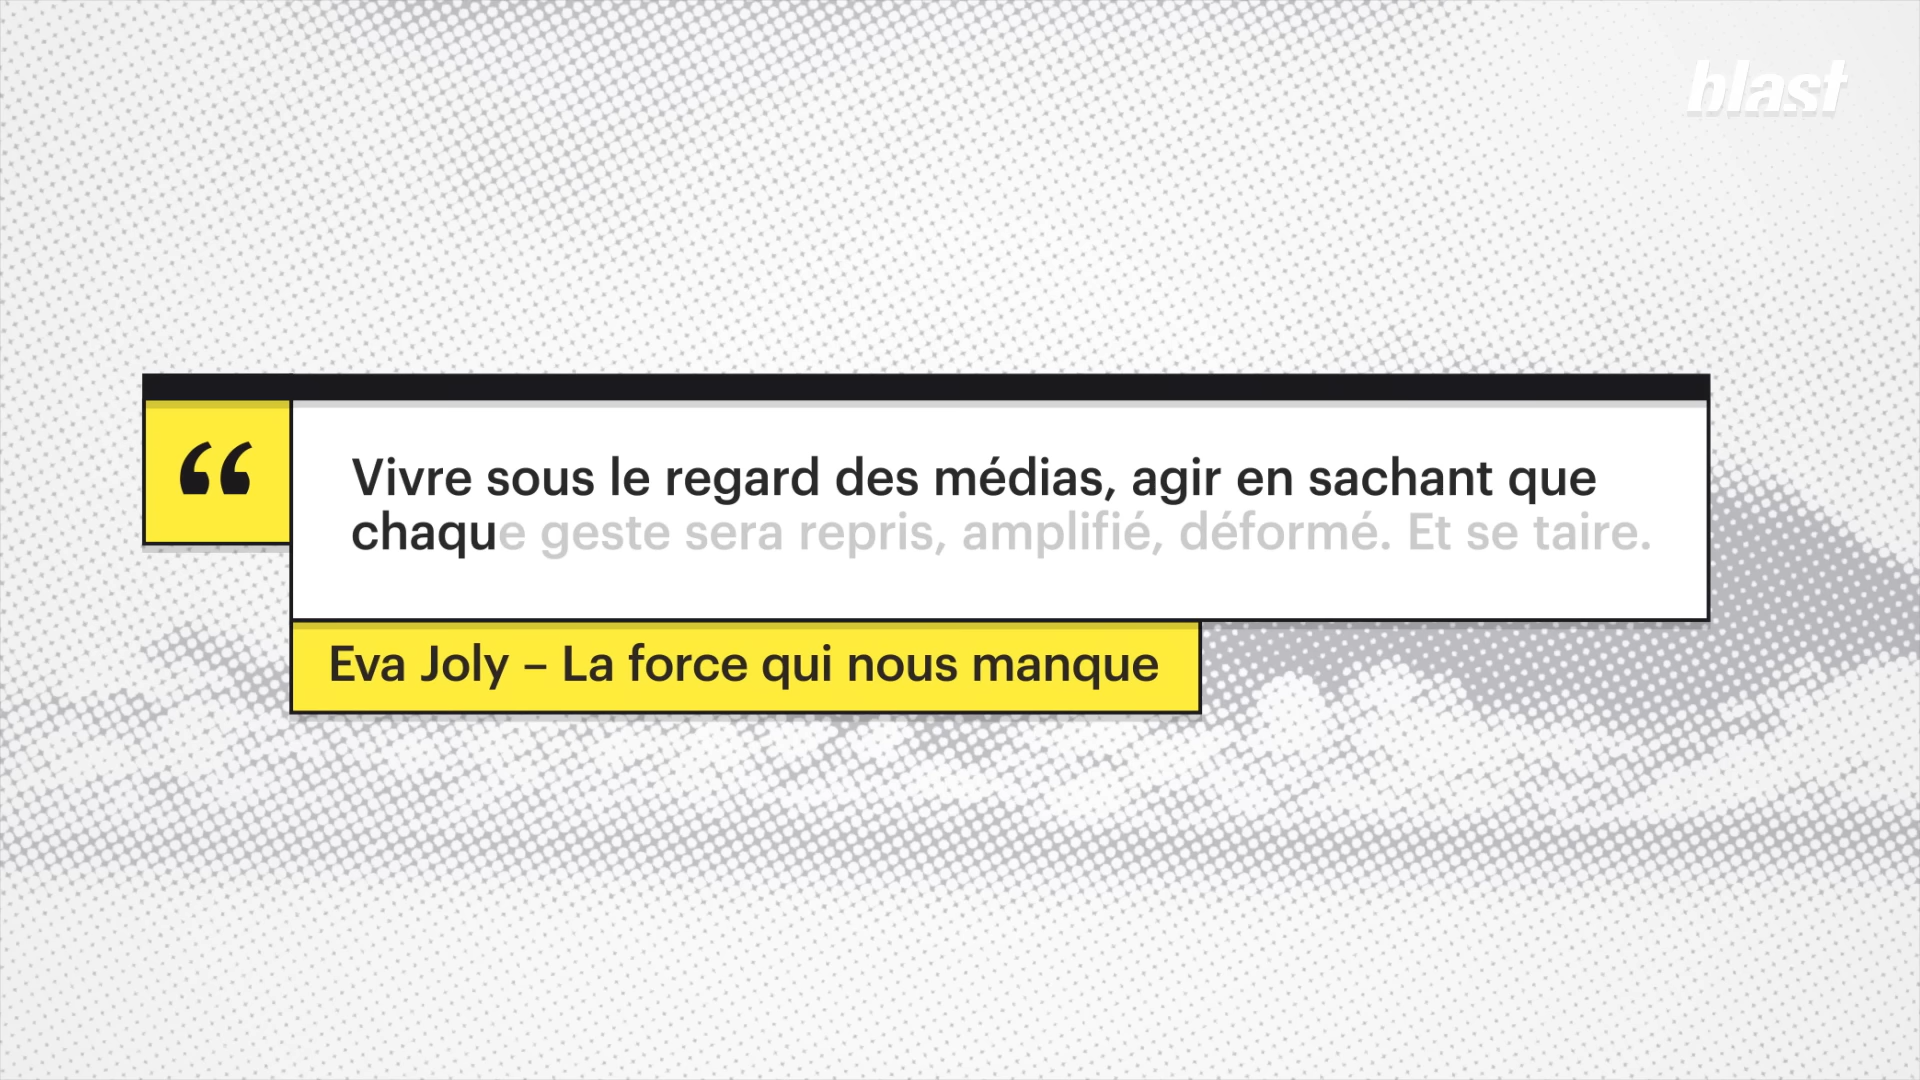 blast
“
Vivre sous le regard des médias, agir en sachant que
chaque geste sera repris, amplifié, déformé. Et se taire.
Eva Joly – La force qui nous manque